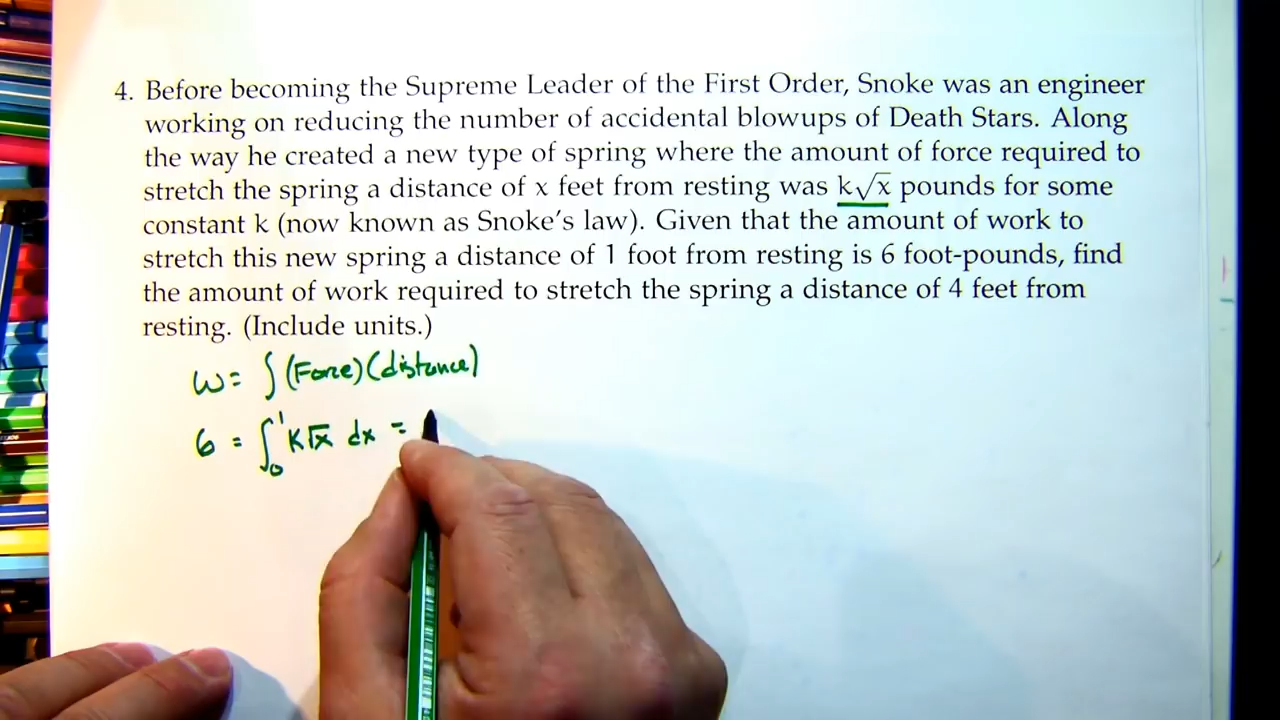 4. Before becoming the Supreme Leader of the First Order, Snoke was an engineer
working on reducing the number of accidental blowups of Death Stars. Along
the way he created a new type of spring where the amount of force required to
stretch the spring a distance of x feet from resting was k√x pounds for some
constant k (now known as Snoke's law). Given that the amount of work to
stretch this new spring a distance of 1 foot from resting is 6 foot-pounds, find
the amount of work required to stretch the spring a distance of 4 feet from
resting. (Include units.)
W = ∫ (Force)(distance)
6 = ∫₀¹ K√x dx =